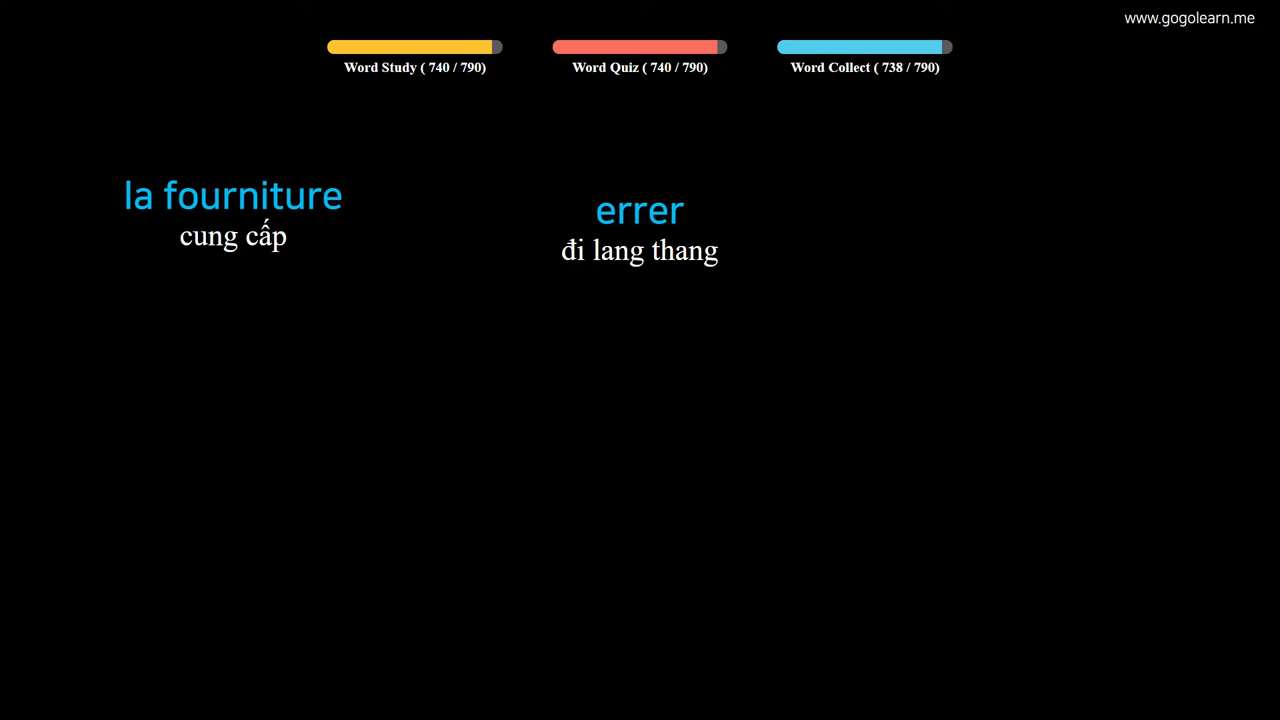 www.gogolearn.me
Word Study ( 740 / 790)
Word Quiz ( 740 / 790)
Word Collect ( 738 / 790)
la fourniture
cung cấp
errer
đi lang thang